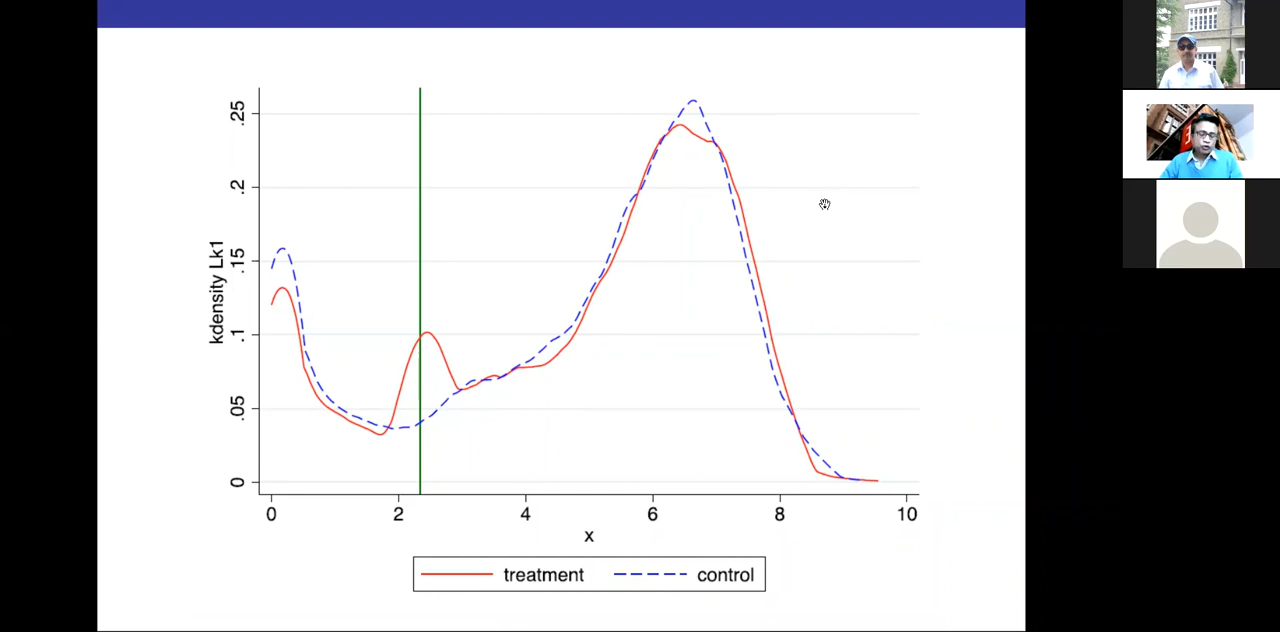 .25
.2
.15
.1
.05
0
kdensity Lk1
0 2 4 6 8 10
x
treatment control